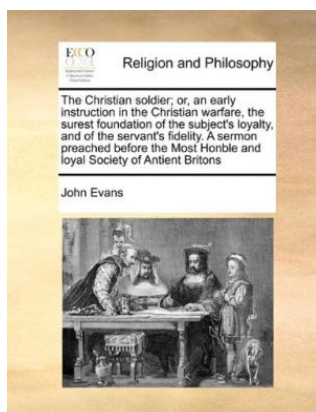 ECCO
Religion and Philosophy
The Christian soldier; or, an early
instruction in the Christian warfare, the
surest foundation of the subject's loyalty,
and of the servant's fidelity. A sermon
preached before the Most Honble and
loyal Society of Antient Britons
John Evans